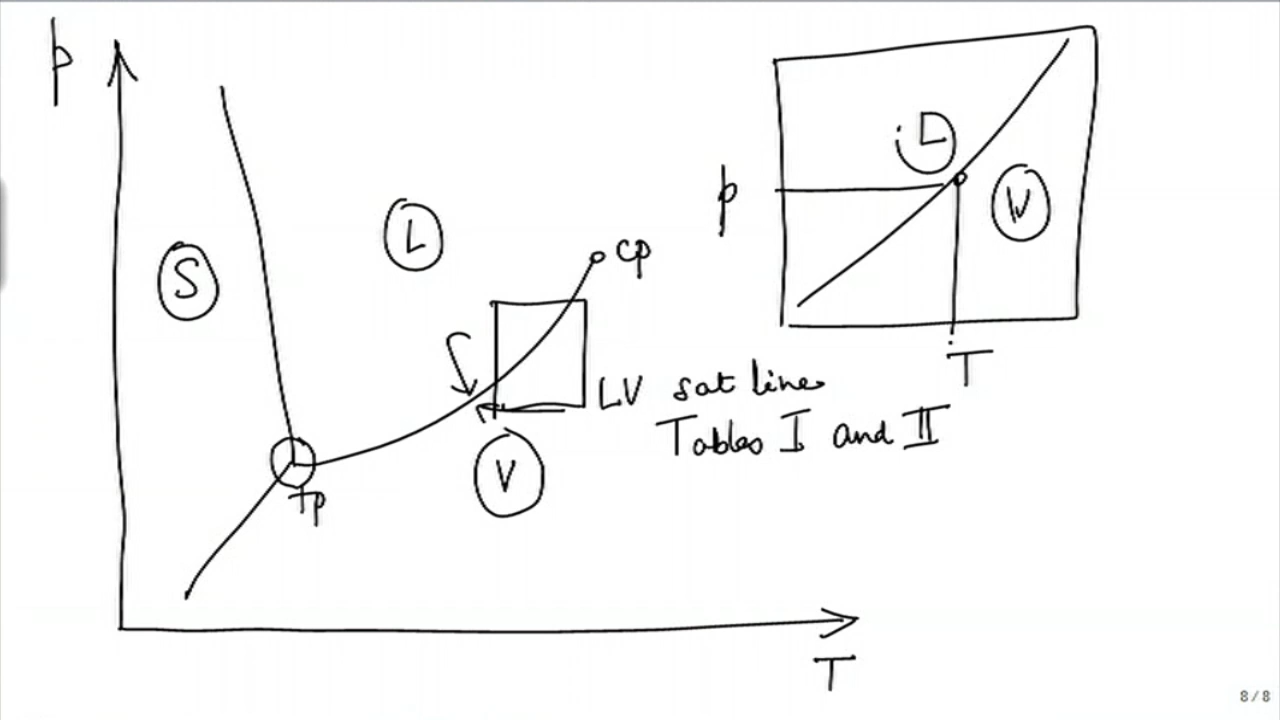 p
S
L
cp
LV sat line
Tables I and II
V
tp
T
L
V
p
T
8/8